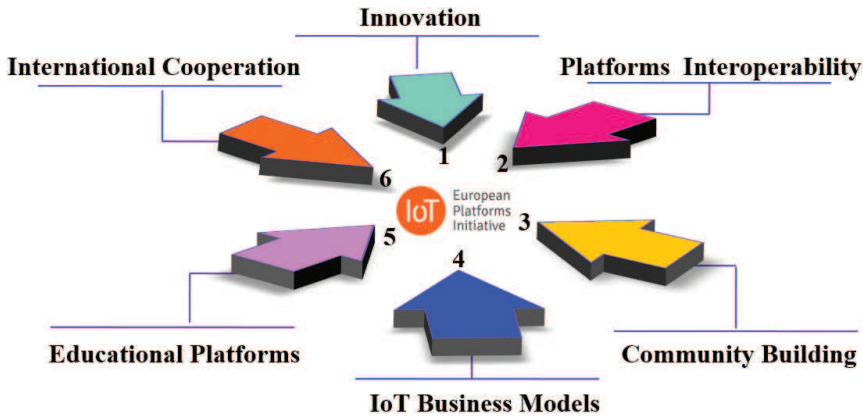 Innovation
International Cooperation
Platforms Interoperability
1
2
6
IoT European
Platforms
Initiative
3
5
4
Educational Platforms
Community Building
IoT Business Models